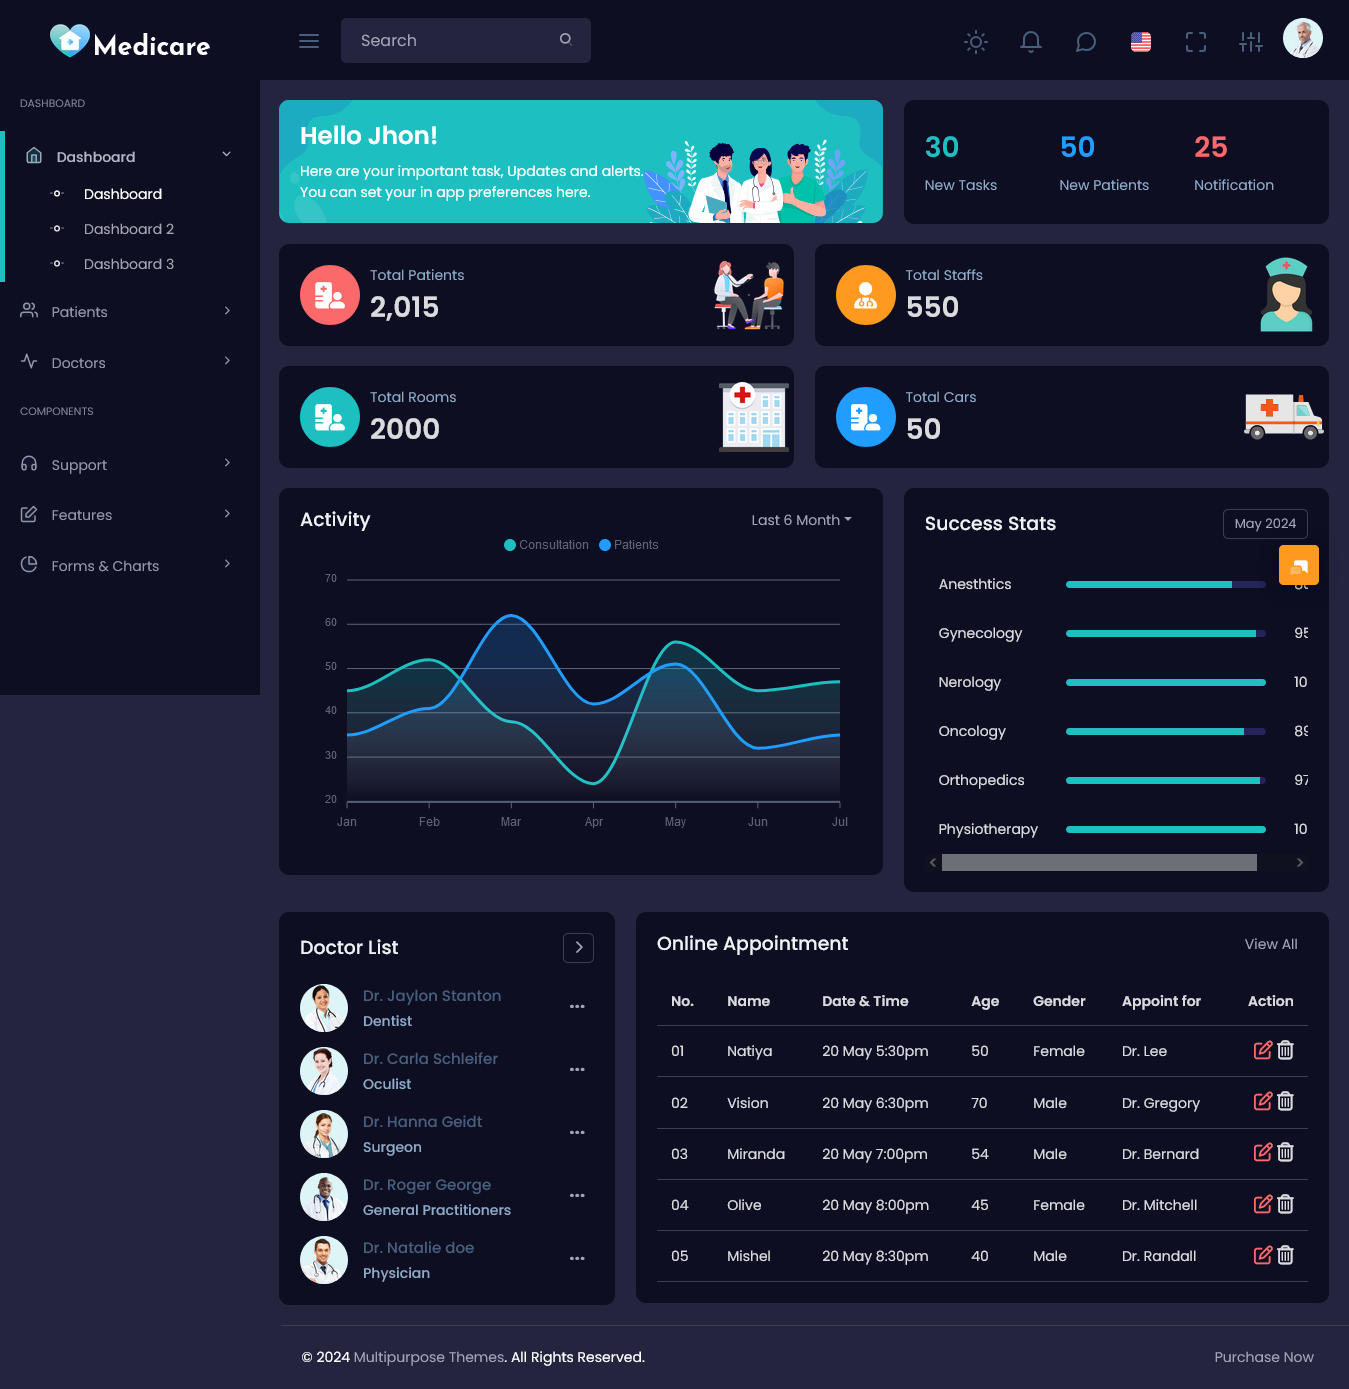 Medicare
Search
DASHBOARD
Dashboard
Dashboard
Dashboard 2
Dashboard 3
Patients
Doctors
COMPONENTS
Support
Features
Forms & Charts
Hello Jhon!
Here are your important task, Updates and alerts.
You can set your in app preferences here.
30 50 25
New Tasks New Patients Notification
Total Patients
2,015
Total Staffs
550
Total Rooms
2000
Total Cars
50
Activity
Last 6 Month
Consultation Patients
70
60
50
40
30
20
Jan Feb Mar Apr May Jun Jul
Success Stats
May 2024
Anesthtics
Gynecology 95
Nerology 10
Oncology 89
Orthopedics 97
Physiotherapy 10
Doctor List
Dr. Jaylon Stanton
Dentist
Dr. Carla Schleifer
Oculist
Dr. Hanna Geidt
Surgeon
Dr. Roger George
General Practitioners
Dr. Natalie doe
Physician
Online Appointment
View All
No. Name Date & Time Age Gender Appoint for Action
01 Natiya 20 May 5:30pm 50 Female Dr. Lee
02 Vision 20 May 6:30pm 70 Male Dr. Gregory
03 Miranda 20 May 7:00pm 54 Male Dr. Bernard
04 Olive 20 May 8:00pm 45 Female Dr. Mitchell
05 Mishel 20 May 8:30pm 40 Male Dr. Randall
© 2024 Multipurpose Themes. All Rights Reserved.
Purchase Now